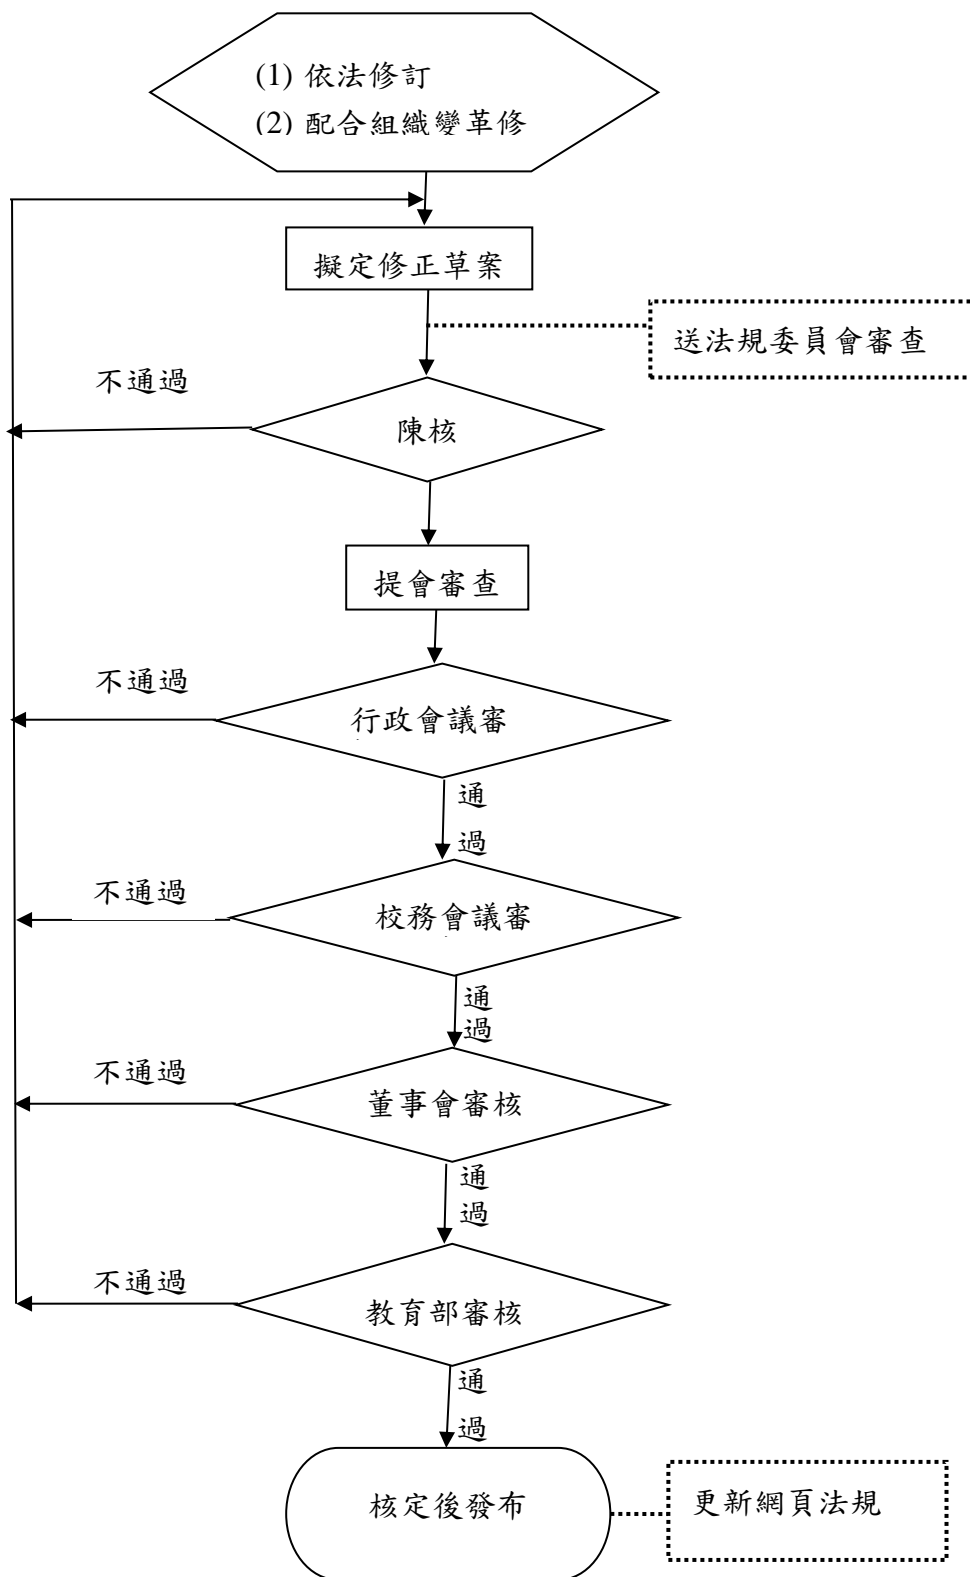 (1) 依法修訂
(2) 配合組織變革修
擬定修正草案
送法規委員會審查
不通過
陳核
提會審查
不通過
行政會議審
通
過
不通過
校務會議審
通
過
不通過
董事會審核
通
過
不通過
教育部審核
通
過
核定後發布
更新網頁法規